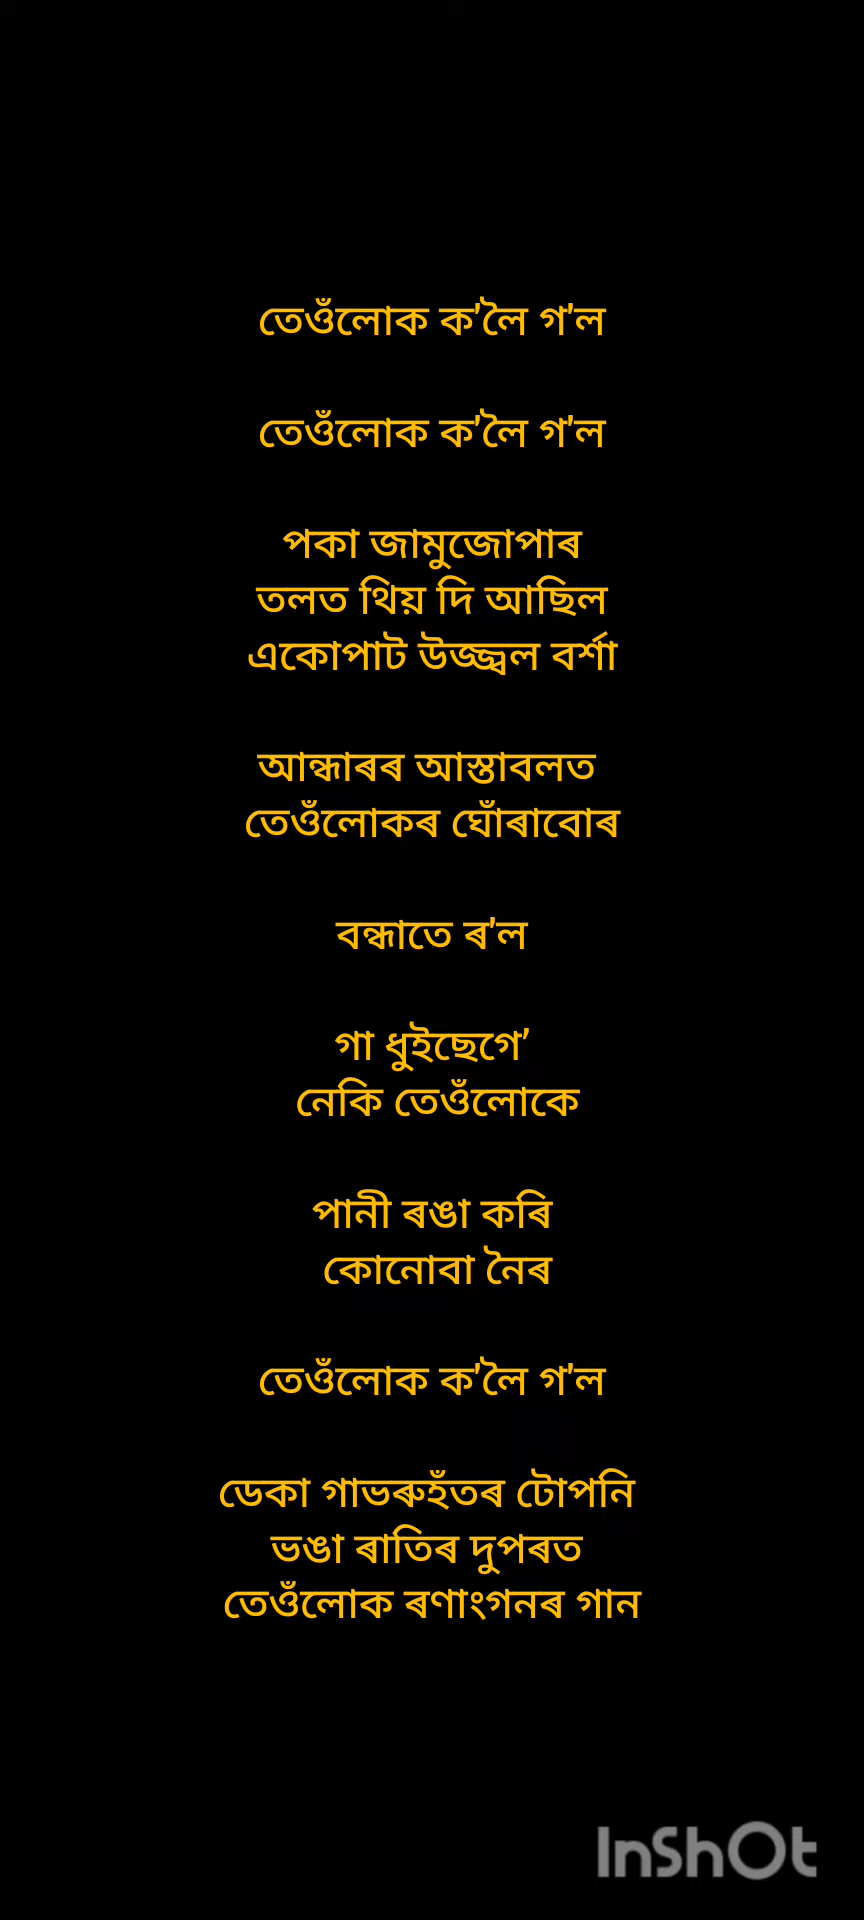 তেওঁলোক ক'লৈ গ'ল
তেওঁলোক ক'লৈ গ'ল
পকা জামুজোপাৰ
তলত থিয় দি আছিল
একোপাট উজ্জ্বল বৰ্শা
আন্ধাৰৰ আস্তাবলত
তেওঁলোকৰ ঘোঁৰাবোৰ
বন্ধাতে ৰ'ল
গা ধুইছেগে’
নেকি তেওঁলোকে
পানী ৰঙা কৰি
কোনোবা নৈৰ
তেওঁলোক ক'লৈ গ'ল
ডেকা গাভৰুহঁতৰ টোপনি
ভঙা ৰাতিৰ দুপৰত
তেওঁলোক ৰণাংগনৰ গান
InShOt